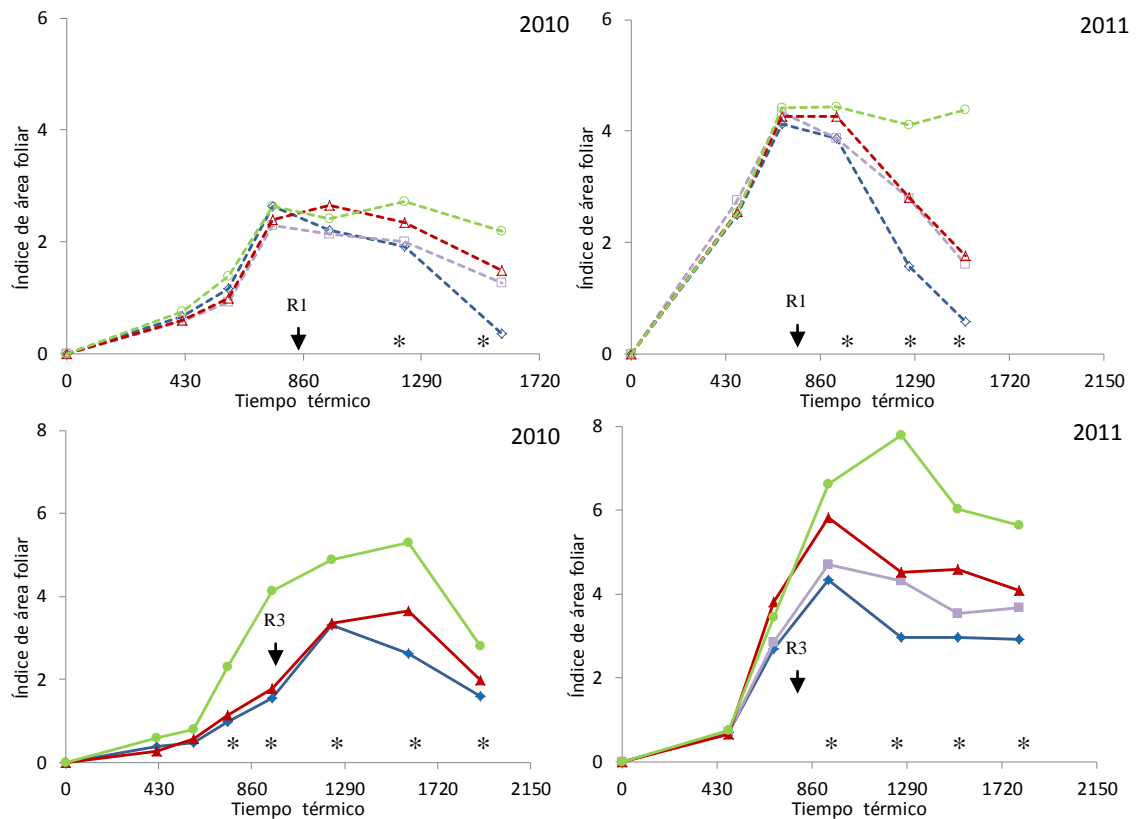 2010
6
4
2
0
Índice de área foliar
R1
* *
0 430 860 1290 1720
Tiempo térmico
2011
6
4
2
0
Índice de área foliar
R1
* * *
0 430 860 1290 1720 2150
Tiempo térmico
2010
8
6
4
2
0
Índice de área foliar
R3
* * * * *
0 430 860 1290 1720 2150
Tiempo térmico
2011
8
6
4
2
0
Índice de área foliar
R3
* * * *
0 430 860 1290 1720 2150
Tiempo térmico